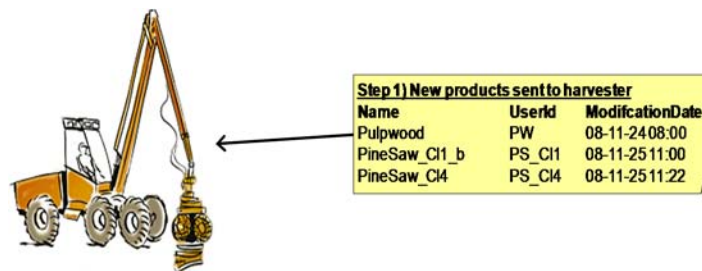 Step 1) New products sent to harvester
Name UserId ModifcationDate
Pulpwood PW 08-11-24 08:00
PineSaw_Cl1_b PS_Cl1 08-11-25 11:00
PineSaw_Cl4 PS_Cl4 08-11-25 11:22